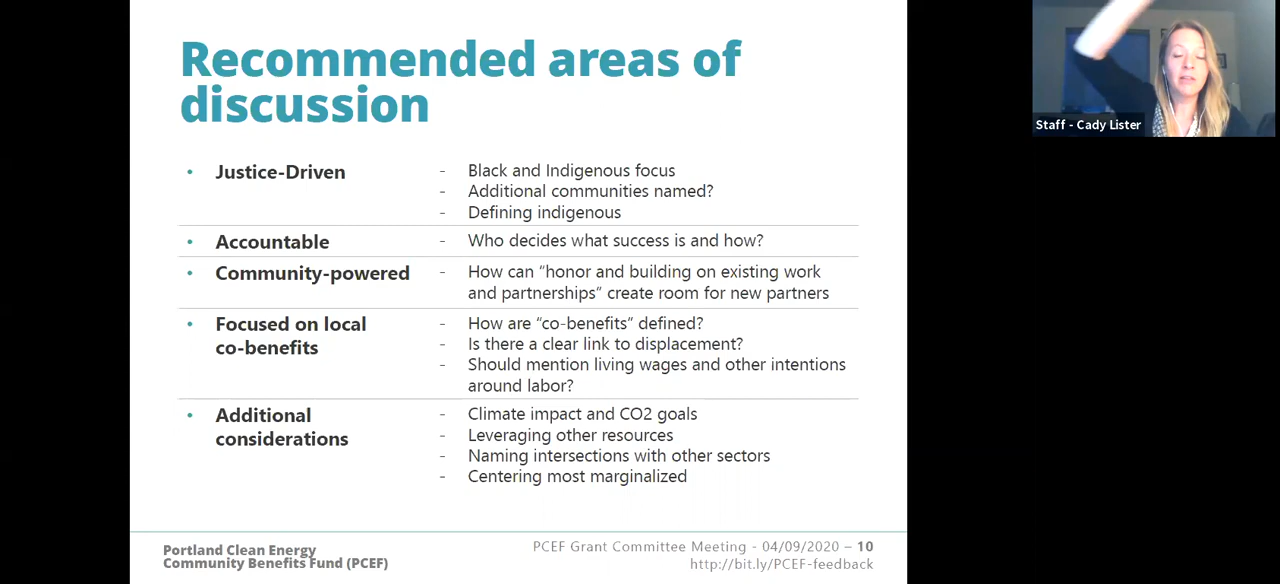 Recommended areas of
discussion
Staff - Cady Lister
• Justice-Driven
- Black and Indigenous focus
- Additional communities named?
- Defining indigenous
• Accountable
- Who decides what success is and how?
• Community-powered
- How can “honor and building on existing work
and partnerships” create room for new partners
• Focused on local
co-benefits
- How are “co-benefits” defined?
- Is there a clear link to displacement?
- Should mention living wages and other intentions
around labor?
• Additional
considerations
- Climate impact and CO2 goals
- Leveraging other resources
- Naming intersections with other sectors
- Centering most marginalized
Portland Clean Energy
Community Benefits Fund (PCEF)
PCEF Grant Committee Meeting - 04/09/2020 – 10
http://bit.ly/PCEF-feedback